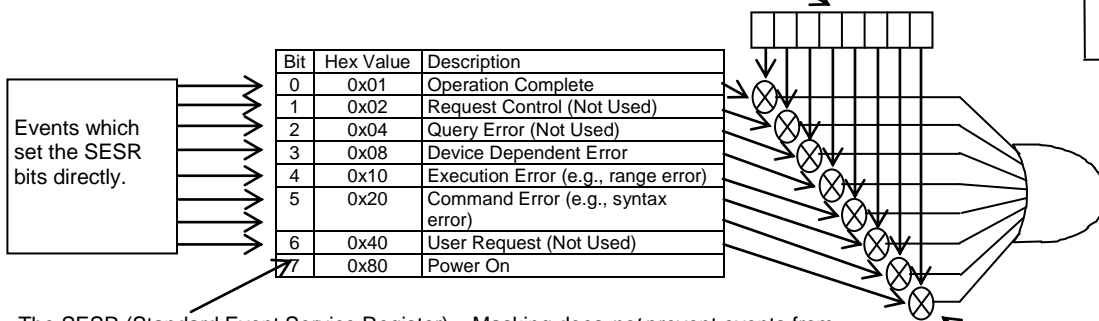 Events which
set the SESR
bits directly.
Bit Hex Value Description
0 0x01 Operation Complete
1 0x02 Request Control (Not Used)
2 0x04 Query Error (Not Used)
3 0x08 Device Dependent Error
4 0x10 Execution Error (e.g., range error)
5 0x20 Command Error (e.g., syntax
error)
6 0x40 User Request (Not Used)
7 0x80 Power On
The SESR (Standard Event Service Register). Masking does not prevent events from